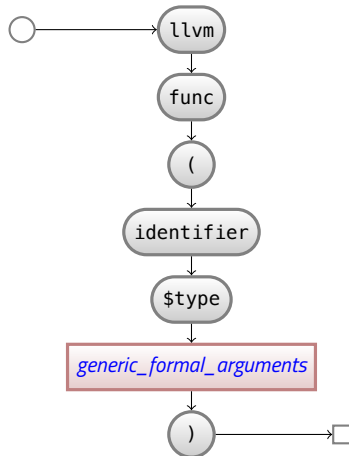 llvm
func
(
identifier
$type
generic_formal_arguments
)